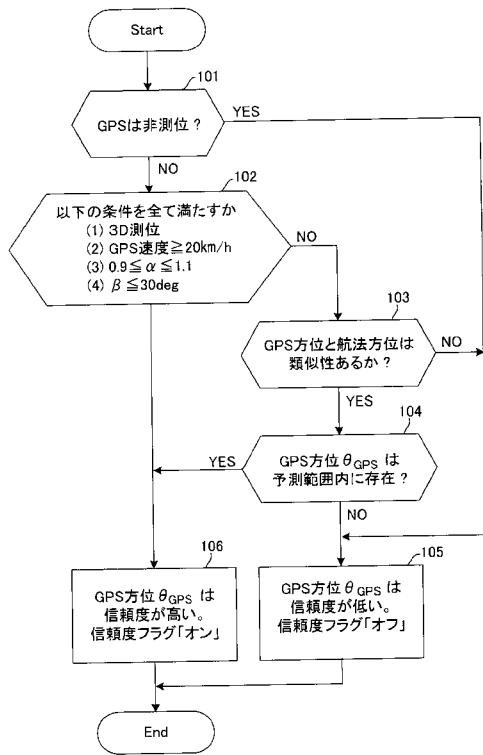 Start
101
GPSは非測位？
YES
NO
102
以下の条件を全て満たすか
(1) 3D測位
(2) GPS速度≧20km/h
(3) 0.9≦α≦1.1
(4) β≦30deg
NO
103
GPS方位と航法方位は
類似性あるか？
NO
YES
104
GPS方位θGPS は
予測範囲内に存在？
YES
NO
106
GPS方位θGPS は
信頼度が高い。
信頼度フラグ「オン」
105
GPS方位θGPS は
信頼度が低い。
信頼度フラグ「オフ」
End